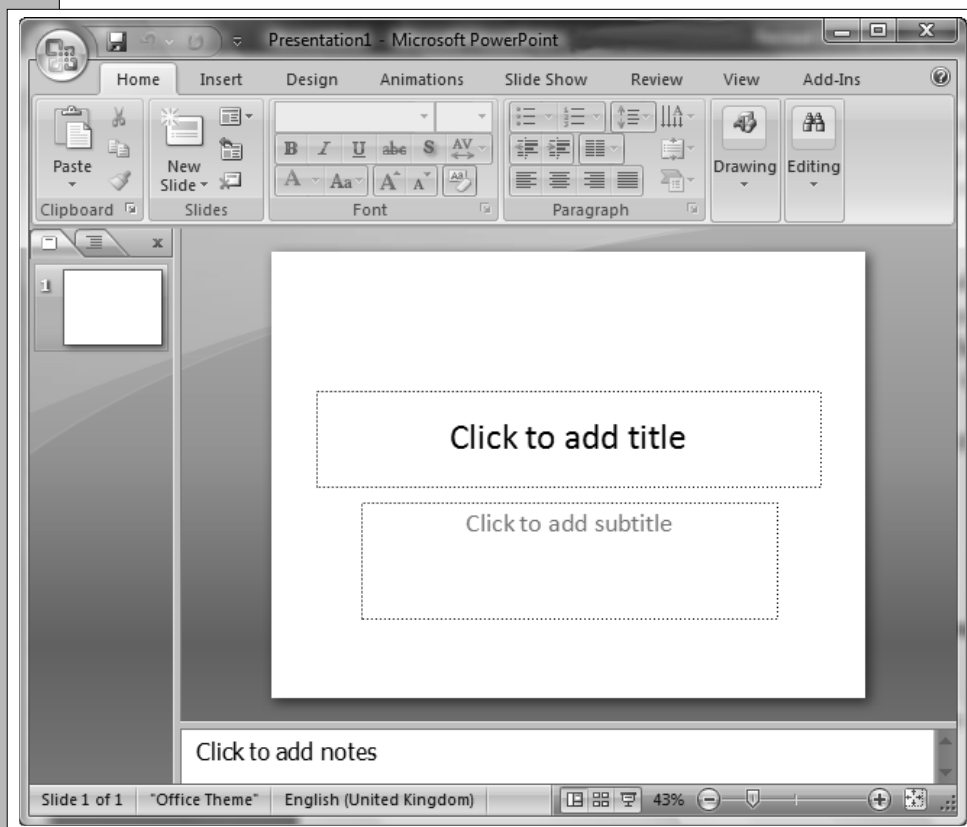 Presentation1 - Microsoft PowerPoint
Home Insert Design Animations Slide Show Review View Add-Ins
Paste
New
Slide
B I U abc S AV
A Aa A A Aa
Drawing Editing
Clipboard Slides Font Paragraph
1
Click to add title
Click to add subtitle
Click to add notes
Slide 1 of 1 "Office Theme" English (United Kingdom) 43%